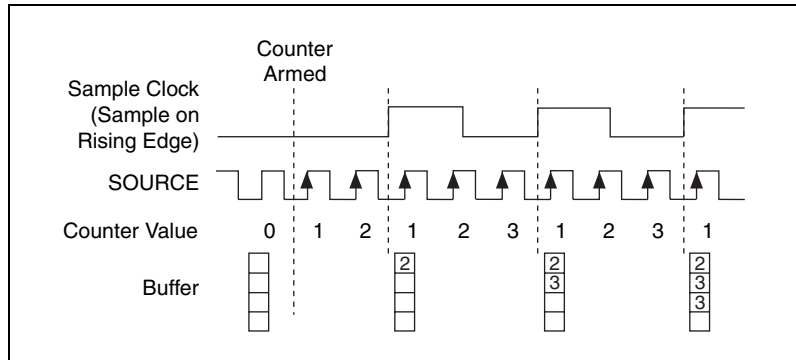 Counter
Armed
Sample Clock
(Sample on
Rising Edge)
SOURCE
Counter Value 0 1 2 1 2 3 1 2 3 1
Buffer
2 2 2
3 3
3